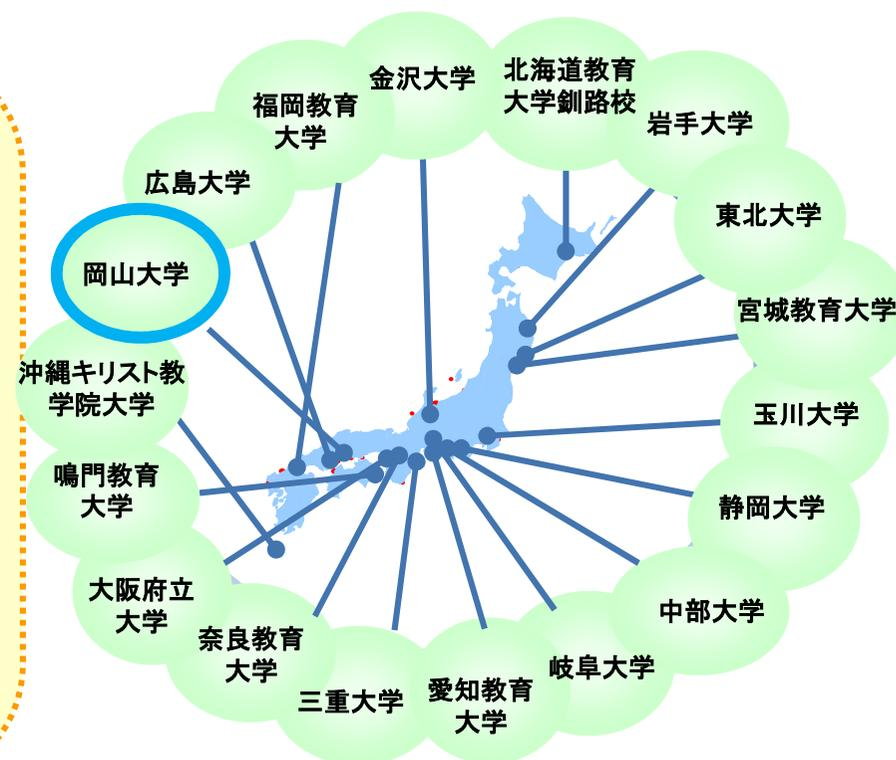 金沢大学
北海道教育
大学釧路校
岩手大学
東北大学
宮城教育大学
玉川大学
静岡大学
中部大学
岐阜大学
愛知教育
大学
三重大学
奈良教育
大学
大阪府立
大学
鳴門教育
大学
沖縄キリスト教
学院大学
岡山大学
広島大学
福岡教育
大学